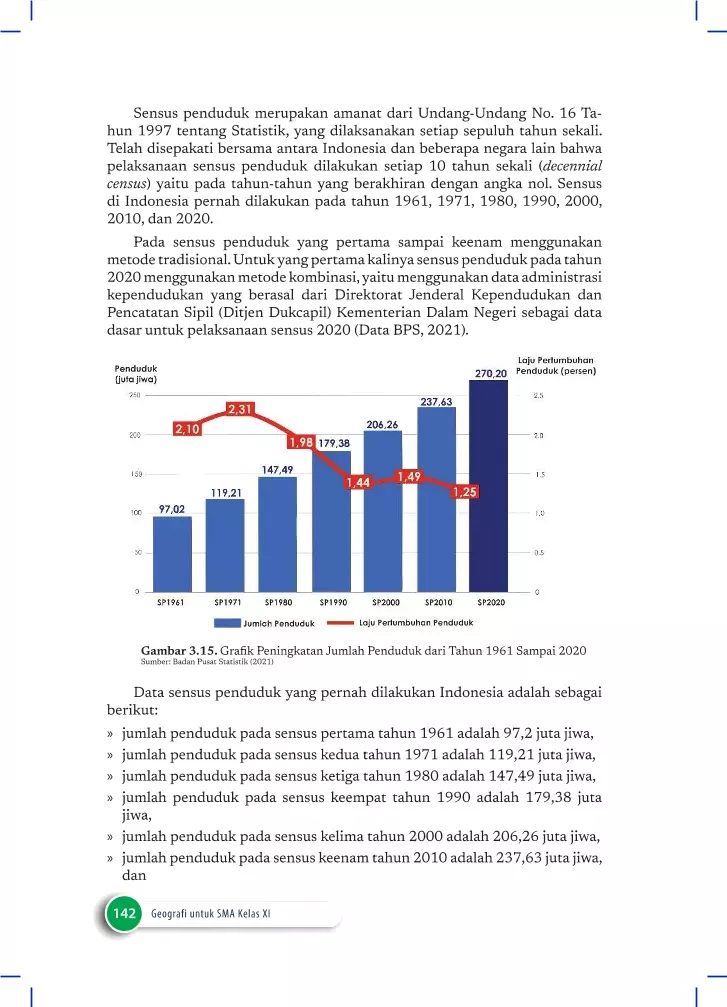 Sensus penduduk merupakan amanat dari Undang-Undang No. 16 Ta-
hun 1997 tentang Statistik, yang dilaksanakan setiap sepuluh tahun sekali.
Telah disepakati bersama antara Indonesia dan beberapa negara lain bahwa
pelaksanaan sensus penduduk dilakukan setiap 10 tahun sekali (decennial
census) yaitu pada tahun-tahun yang berakhiran dengan angka nol. Sensus
di Indonesia pernah dilakukan pada tahun 1961, 1971, 1980, 1990, 2000,
2010, dan 2020.
Pada sensus penduduk yang pertama sampai keenam menggunakan
metode tradisional. Untuk yang pertama kalinya sensus penduduk pada tahun
2020 menggunakan metode kombinasi, yaitu menggunakan data administrasi
kependudukan yang berasal dari Direktorat Jenderal Kependudukan dan
Pencatatan Sipil (Ditjen Dukcapil) Kementerian Dalam Negeri sebagai data
dasar untuk pelaksanaan sensus 2020 (Data BPS, 2021).
Penduduk
(juta jiwa)
Laju Pertumbuhan
Penduduk (persen)
270,20
250
2,5
237,63
2,31
206,26
2,10
200
2,0
1,98
179,38
147,49
150
1,5
1,49
1,44
1,25
119,21
97,02
100
1,0
50
0,5
0
0
SP1961
SP1971
SP1980
SP1990
SP2000
SP2010
SP2020
Jumlah Penduduk
Laju Pertumbuhan Penduduk
Gambar 3.15. Grafik Peningkatan Jumlah Penduduk dari Tahun 1961 Sampai 2020
Sumber: Badan Pusat Statistik (2021)
Data sensus penduduk yang pernah dilakukan Indonesia adalah sebagai
berikut:
» jumlah penduduk pada sensus pertama tahun 1961 adalah 97,2 juta jiwa,
» jumlah penduduk pada sensus kedua tahun 1971 adalah 119,21 juta jiwa,
» jumlah penduduk pada sensus ketiga tahun 1980 adalah 147,49 juta jiwa,
» jumlah penduduk pada sensus keempat tahun 1990 adalah 179,38 juta
jiwa,
» jumlah penduduk pada sensus kelima tahun 2000 adalah 206,26 juta jiwa,
» jumlah penduduk pada sensus keenam tahun 2010 adalah 237,63 juta jiwa,
dan
142
Geografi untuk SMA Kelas XI